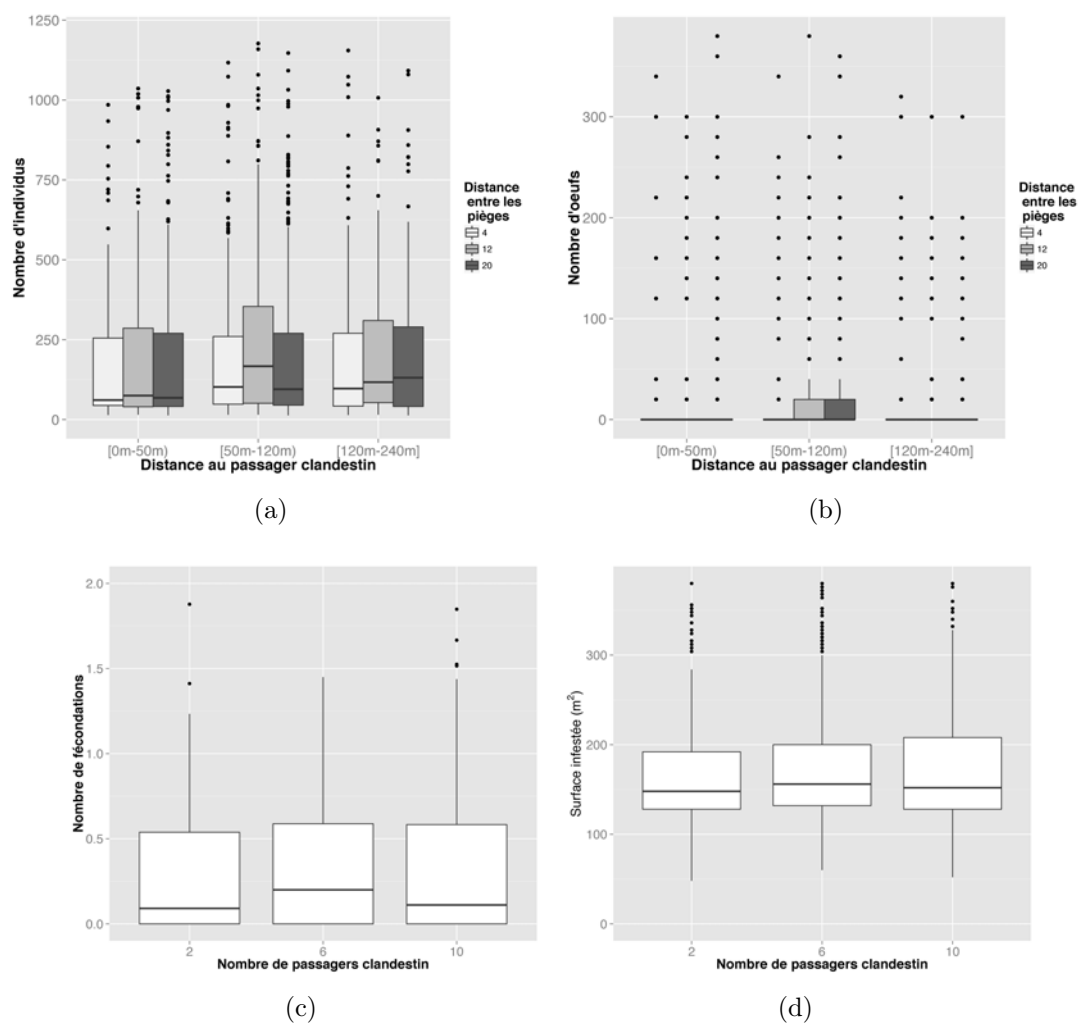 1250
1000
750
500
250
0
Nombre d'individus
[0m-50m)
[50m-120m)
[120m-240m]
Distance au passager clandestin
Distance
entre les
pièges
4
12
20
(a)
300
200
100
0
Nombre d'oeufs
[0m-50m)
[50m-120m)
[120m-240m]
Distance au passager clandestin
Distance
entre les
pièges
4
12
20
(b)
2.0
1.5
1.0
0.5
0.0
Nombre de fécondations
2
6
10
Nombre de passagers clandestin
(c)
300
200
100
0
Surface infestée (m²)
2
6
10
Nombre de passagers clandestin
(d)